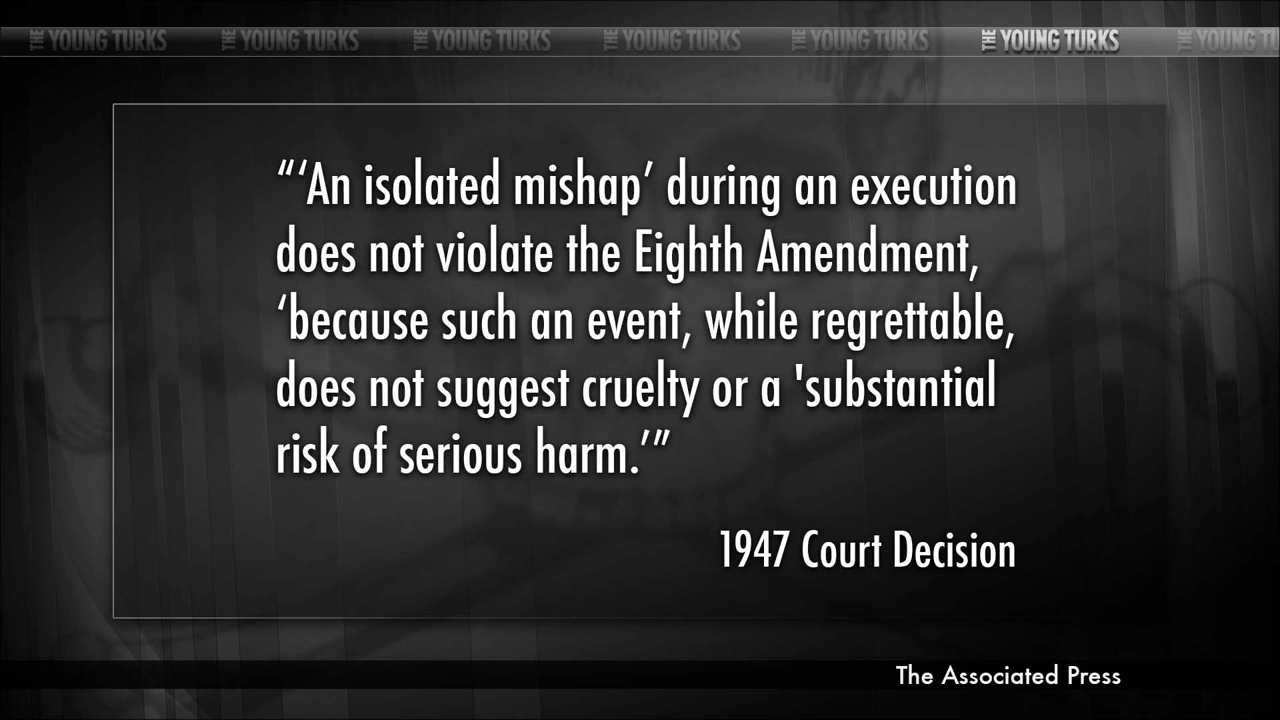 THE YOUNG TURKS THE YOUNG TURKS THE YOUNG TURKS THE YOUNG TURKS THE YOUNG TURKS THE YOUNG TURKS THE YOUNG T
“‘An isolated mishap’ during an execution
does not violate the Eighth Amendment,
‘because such an event, while regrettable,
does not suggest cruelty or a 'substantial
risk of serious harm.’”
1947 Court Decision
The Associated Press